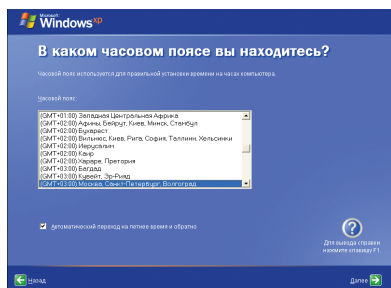 Microsoft
Windows xp
В каком часовом поясе вы находитесь?
Часовой пояс используется для правильной установки времени на часах компьютера.
Часовой пояс:
(GMT+01:00) Западная Центральная Африка
(GMT+02:00) Афины, Бейрут, Киев, Минск, Стамбул
(GMT+02:00) Бухарест
(GMT+02:00) Вильнюс, Киев, Рига, София, Таллинн, Хельсинки
(GMT+02:00) Иерусалим
(GMT+02:00) Каир
(GMT+02:00) Хараре, Претория
(GMT+03:00) Багдад
(GMT+03:00) Кувейт, Эр-Рияд
(GMT+03:00) Москва, Санкт-Петербург, Волгоград
Автоматический переход на летнее время и обратно
Для вывода справки
нажмите клавишу F1.
Назад
Далее